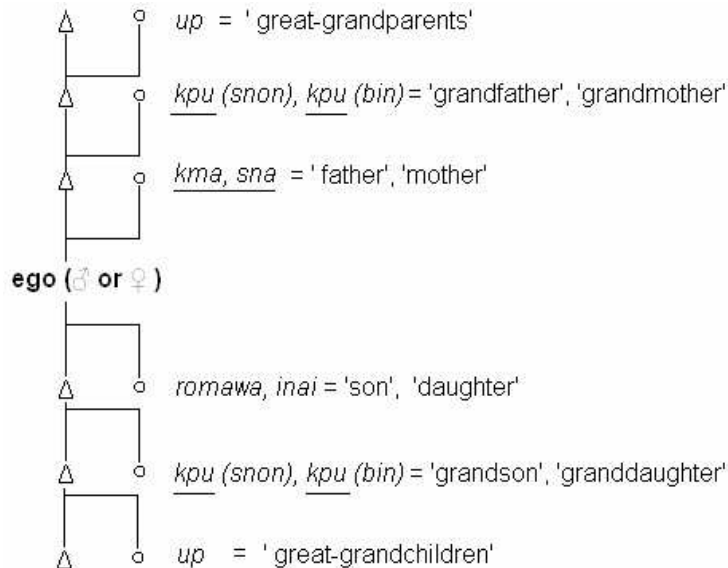 up = ' great-grandparents'
kpu (snon), kpu (bin) = 'grandfather', 'grandmother'
kma, sna = ' father', 'mother'
ego (♂ or ♀ )
romawa, inai = 'son', 'daughter'
kpu (snon), kpu (bin) = 'grandson', 'granddaughter'
up = ' great-grandchildren'